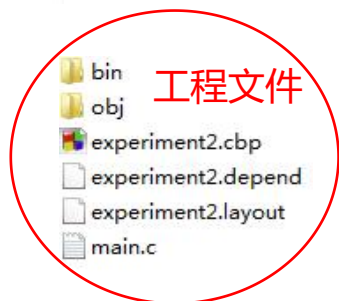 bin
工程文件
obj
experiment2.cbp
experiment2.depend
experiment2.layout
main.c